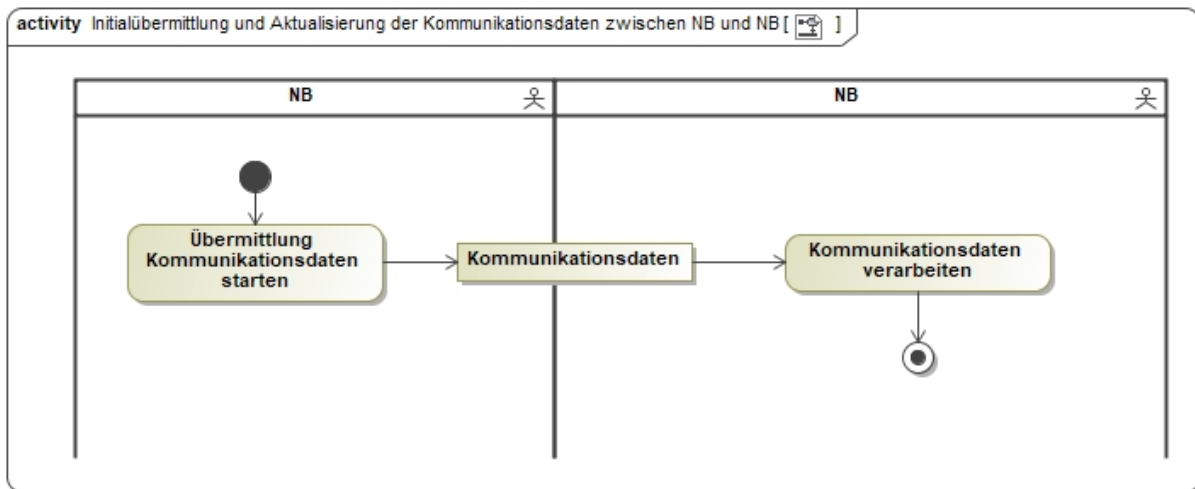 activity Initialübermittlung und Aktualisierung der Kommunikationsdaten zwischen NB und NB [ ]
NB
NB
Übermittlung
Kommunikationsdaten
starten
Kommunikationsdaten
Kommunikationsdaten
verarbeiten